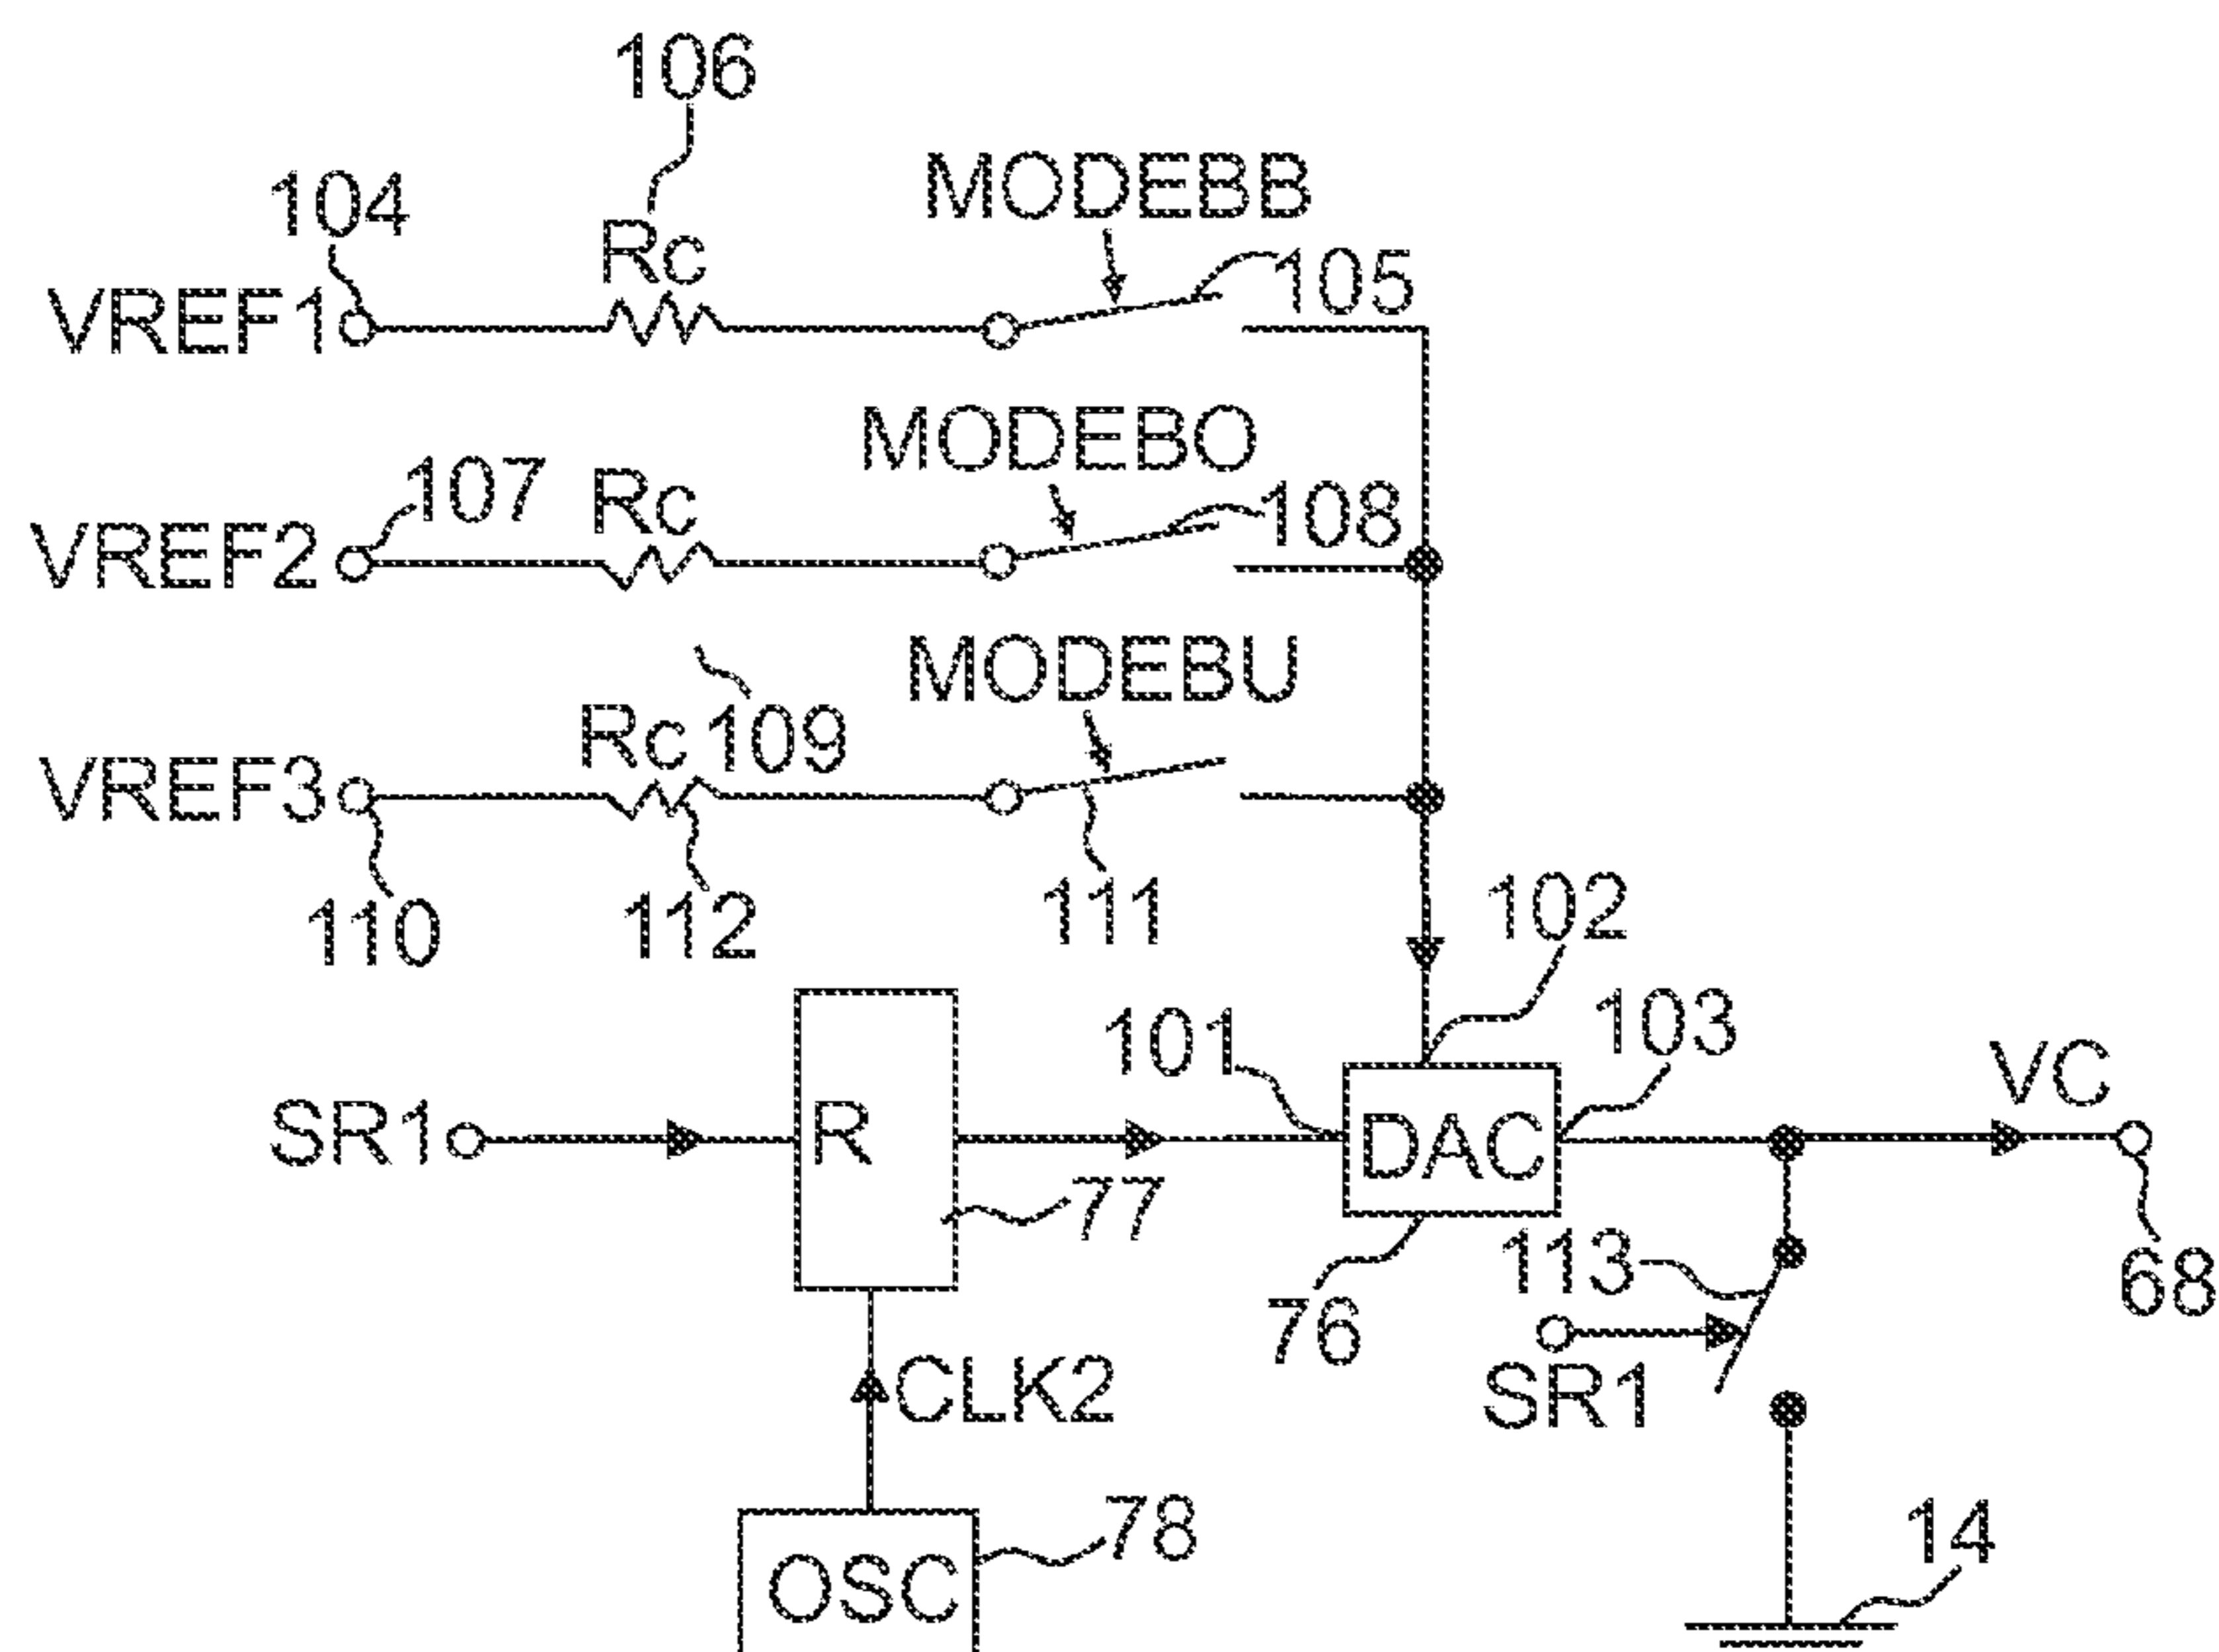 106
104
Rc
MODEBB
105
VREF1
MODEBO
107
Rc
108
VREF2
MODEBU
Rc
109
VREF3
110
112
111
102
101
103
VC
SR1
R
DAC
77
113
68
76
CLK2
SR1
78
14
OSC